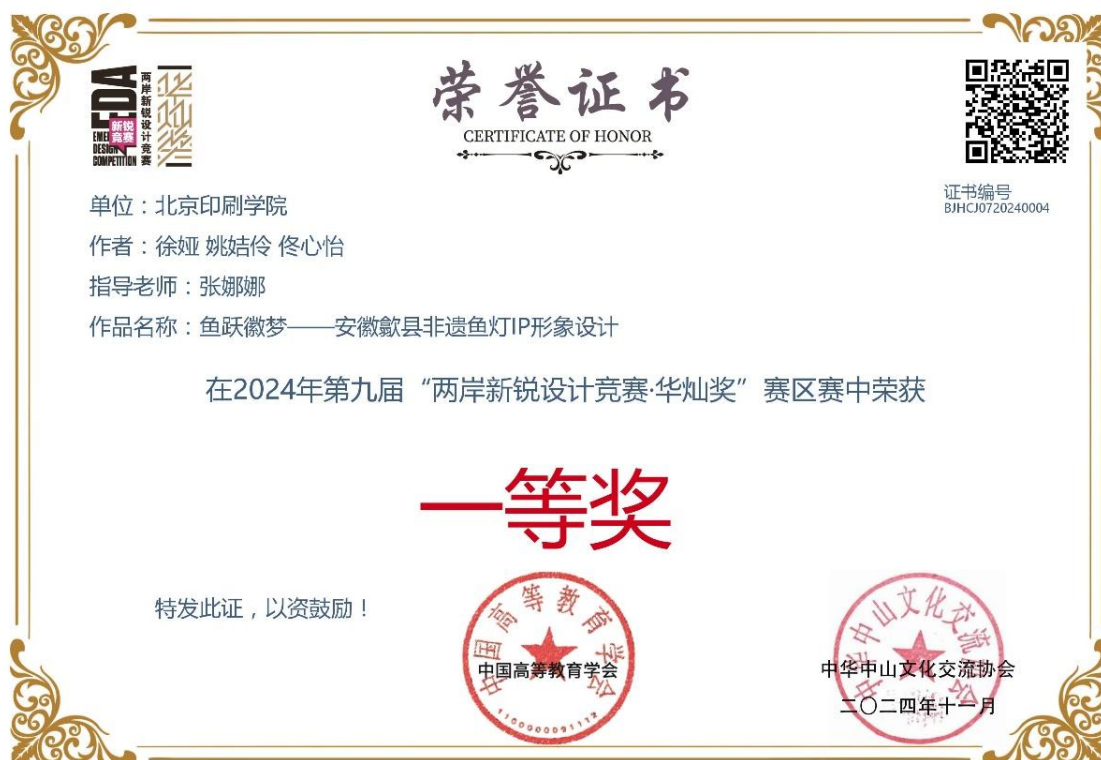 EDA
新锐
竞赛
DESIGN
COMPETITION
两岸新锐设计竞赛
华灿奖
荣誉证书
CERTIFICATE OF HONOR
证书编号
BJHCJ0720240004
单位：北京印刷学院
作者：徐娅 姚姞伶 佟心怡
指导老师：张娜娜
作品名称：鱼跃徽梦——安徽歙县非遗鱼灯IP形象设计
在2024年第九届“两岸新锐设计竞赛·华灿奖”赛区赛中荣获
一等奖
特发此证，以资鼓励！
中国高等教育学会
中国高等教育学会
1100000091112
中华中山文化交流协会
中华中山文化交流协会
二〇二四年十一月